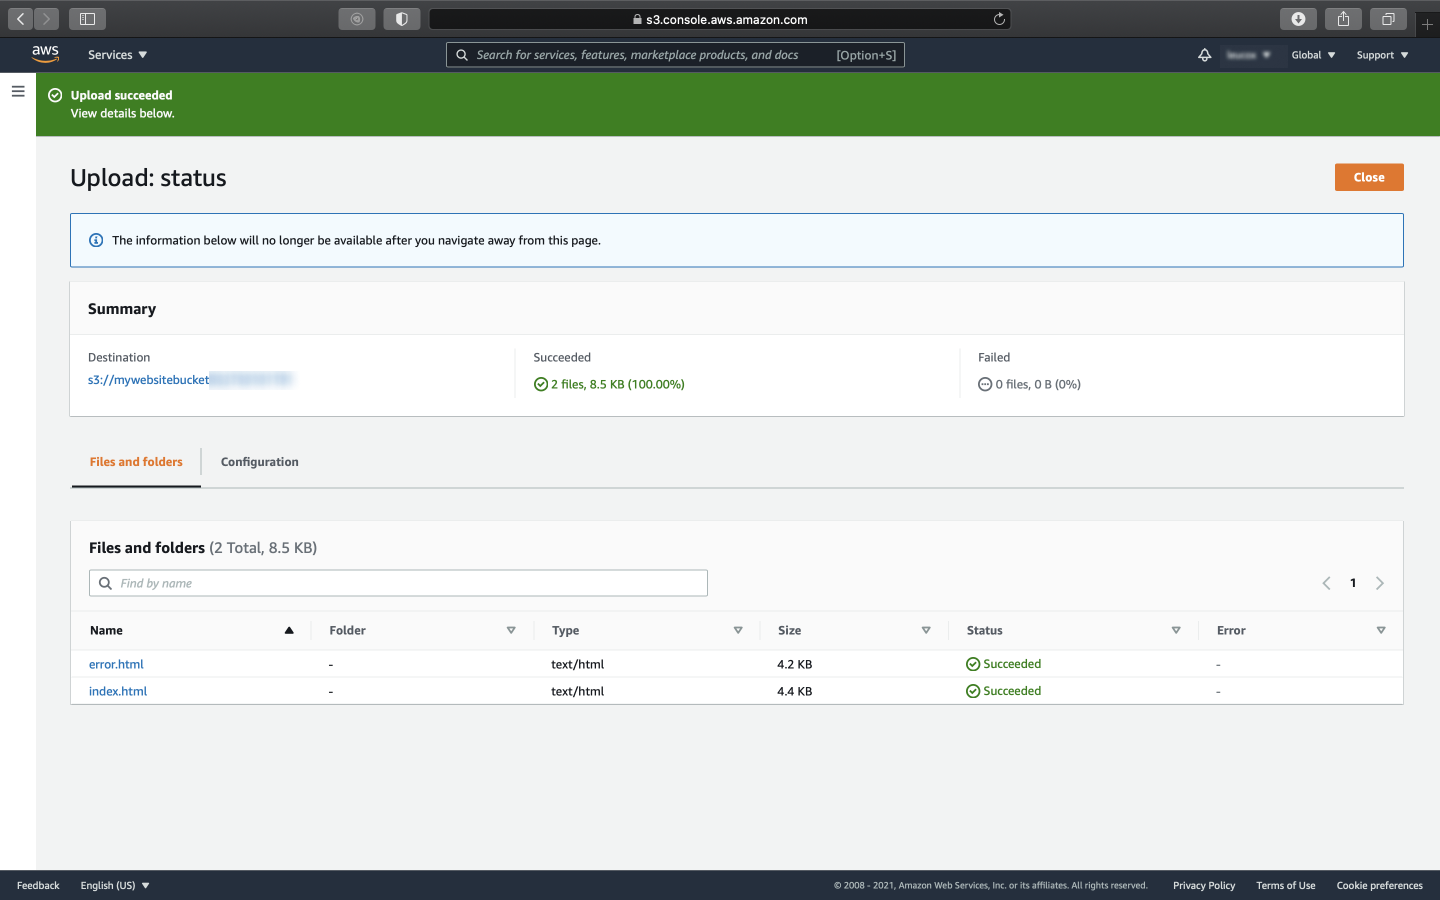 s3.console.aws.amazon.com
aws
Services
Search for services, features, marketplace products, and docs [Option+S]
Global
Support
Upload succeeded
View details below.
Upload: status
Close
The information below will no longer be available after you navigate away from this page.
Summary
Destination
Succeeded
Failed
s3://mywebsitebucket
2 files, 8.5 KB (100.00%)
0 files, 0 B (0%)
Files and folders
Configuration
Files and folders (2 Total, 8.5 KB)
Find by name
1
Name Folder Type Size Status Error
error.html - text/html 4.2 KB Succeeded -
index.html - text/html 4.4 KB Succeeded -
Feedback English (US) © 2008 - 2021, Amazon Web Services, Inc. or its affiliates. All rights reserved. Privacy Policy Terms of Use Cookie preferences